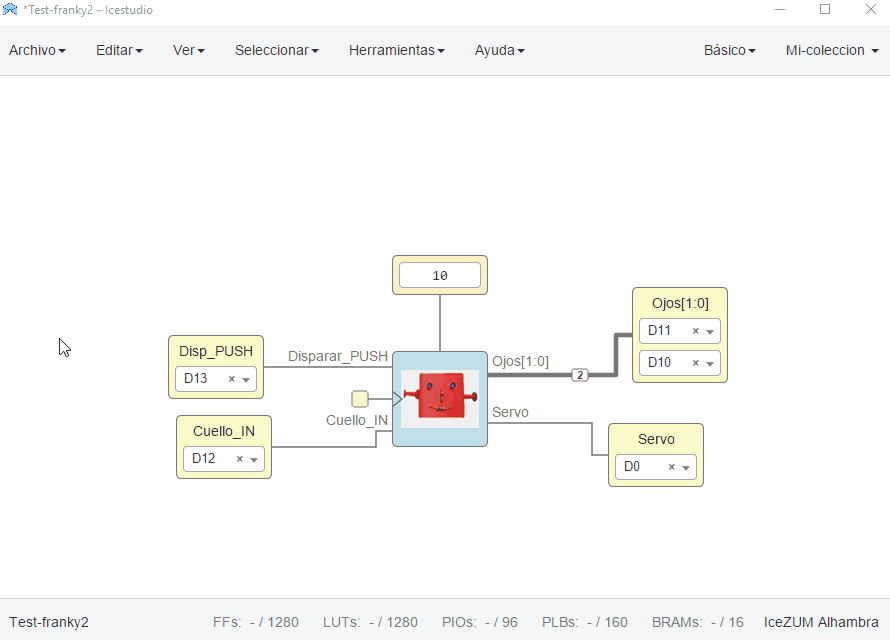 *Test-franky2 – Icestudio
Archivo Editar Ver Seleccionar Herramientas Ayuda Básico Mi-coleccion
10
Ojos[1:0]
D11 ×
D10 ×
Disp_PUSH
D13 ×
Disparar_PUSH
Ojos[1:0]
2
Cuello_IN
Servo
Cuello_IN
D12 ×
Servo
D0 ×
Test-franky2 FFs: - / 1280 LUTs: - / 1280 PIOs: - / 96 PLBs: - / 160 BRAMs: - / 16 IceZUM Alhambra